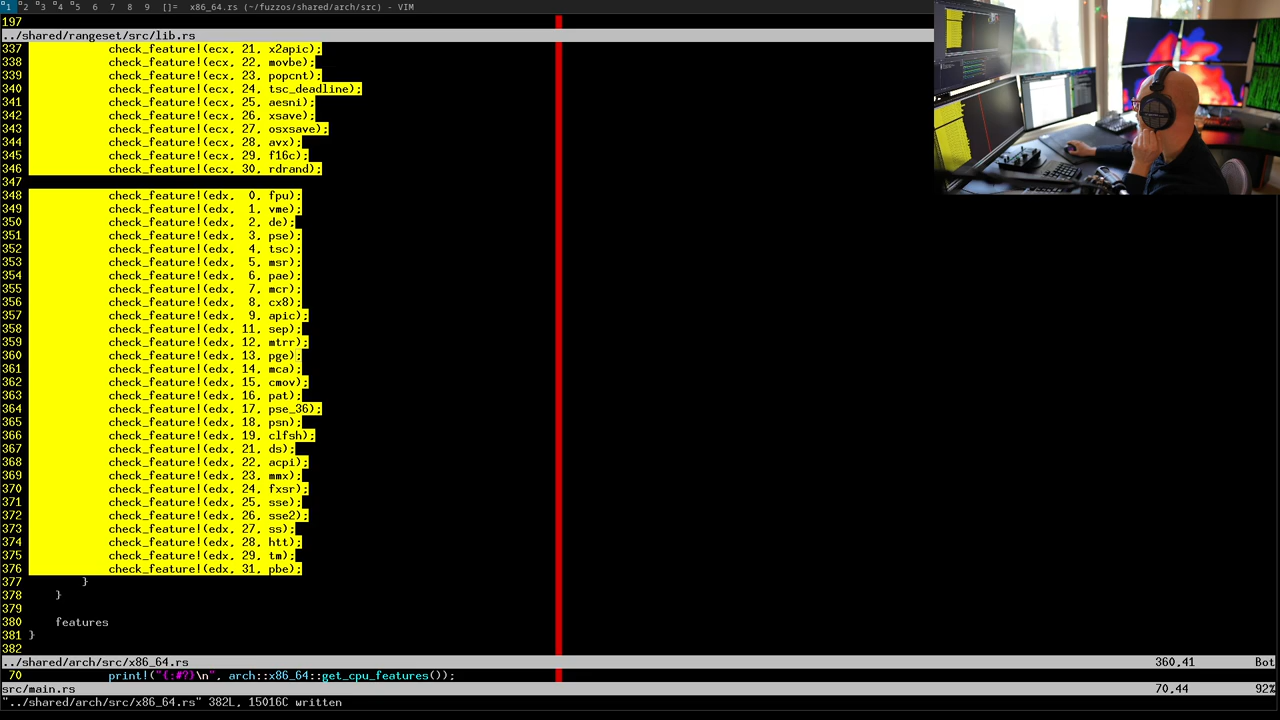 1 2 3 4 5 6 7 8 9 []= x86_64.rs (~/fuzzos/shared/arch/src) - VIM
197
../shared/rangeset/src/lib.rs
337 check_feature!(ecx, 21, x2apic);
338 check_feature!(ecx, 22, movbe);
339 check_feature!(ecx, 23, popcnt);
340 check_feature!(ecx, 24, tsc_deadline);
341 check_feature!(ecx, 25, aesni);
342 check_feature!(ecx, 26, xsave);
343 check_feature!(ecx, 27, osxsave);
344 check_feature!(ecx, 28, avx);
345 check_feature!(ecx, 29, f16c);
346 check_feature!(ecx, 30, rdrand);
347
348 check_feature!(edx,  0, fpu);
349 check_feature!(edx,  1, vme);
350 check_feature!(edx,  2, de);
351 check_feature!(edx,  3, pse);
352 check_feature!(edx,  4, tsc);
353 check_feature!(edx,  5, msr);
354 check_feature!(edx,  6, pae);
355 check_feature!(edx,  7, mcr);
356 check_feature!(edx,  8, cx8);
357 check_feature!(edx,  9, apic);
358 check_feature!(edx, 11, sep);
359 check_feature!(edx, 12, mtrr);
360 check_feature!(edx, 13, pge);
361 check_feature!(edx, 14, mca);
362 check_feature!(edx, 15, cmov);
363 check_feature!(edx, 16, pat);
364 check_feature!(edx, 17, pse_36);
365 check_feature!(edx, 18, psn);
366 check_feature!(edx, 19, clfsh);
367 check_feature!(edx, 21, ds);
368 check_feature!(edx, 22, acpi);
369 check_feature!(edx, 23, mmx);
370 check_feature!(edx, 24, fxsr);
371 check_feature!(edx, 25, sse);
372 check_feature!(edx, 26, sse2);
373 check_feature!(edx, 27, ss);
374 check_feature!(edx, 28, htt);
375 check_feature!(edx, 29, tm);
376 check_feature!(edx, 31, pbe);
377 }
378 }
379
380 features
381 }
382
../shared/arch/src/x86_64.rs 360,41 Bot
70 print!("{:#?}\n", arch::x86_64::get_cpu_features());
src/main.rs 70,44 92%
"../shared/arch/src/x86_64.rs" 382L, 15016C written